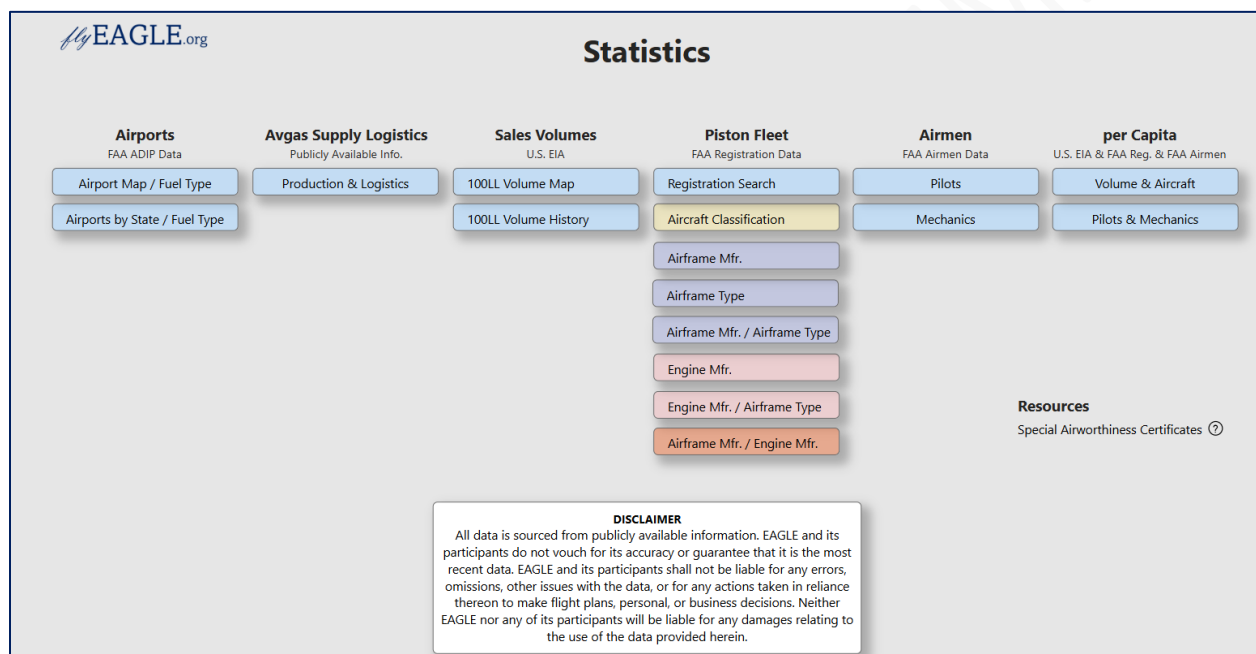 flyEAGLE.org
Statistics
Airports
FAA ADIP Data
Airport Map / Fuel Type
Airports by State / Fuel Type
Avgas Supply Logistics
Publicly Available Info.
Production & Logistics
Sales Volumes
U.S. EIA
100LL Volume Map
100LL Volume History
Piston Fleet
FAA Registration Data
Registration Search
Aircraft Classification
Airframe Mfr.
Airframe Type
Airframe Mfr. / Airframe Type
Engine Mfr.
Engine Mfr. / Airframe Type
Airframe Mfr. / Engine Mfr.
Airmen
FAA Airmen Data
Pilots
Mechanics
per Capita
U.S. EIA & FAA Reg. & FAA Airmen
Volume & Aircraft
Pilots & Mechanics
Resources
Special Airworthiness Certificates ?
DISCLAIMER
All data is sourced from publicly available information. EAGLE and its
participants do not vouch for its accuracy or guarantee that it is the most
recent data. EAGLE and its participants shall not be liable for any errors,
omissions, other issues with the data, or for any actions taken in reliance
thereon to make flight plans, personal, or business decisions. Neither
EAGLE nor any of its participants will be liable for any damages relating to
the use of the data provided herein.